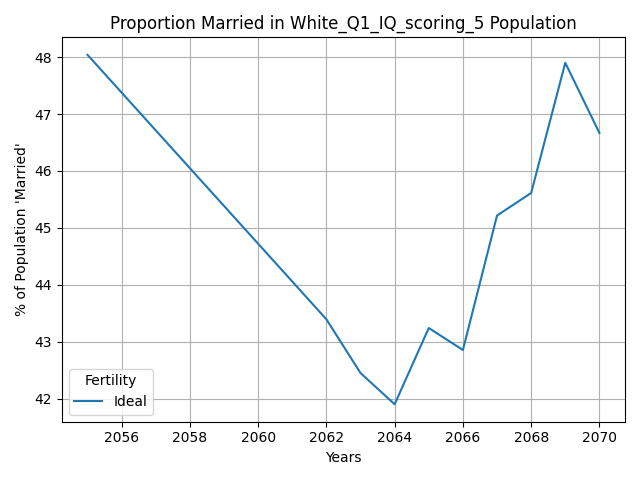 Proportion Married in White_Q1_IQ_scoring_5 Population
48
47
46
45
44
43
42
% of Population 'Married'
Fertility
Ideal
2056 2058 2060 2062 2064 2066 2068 2070
Years